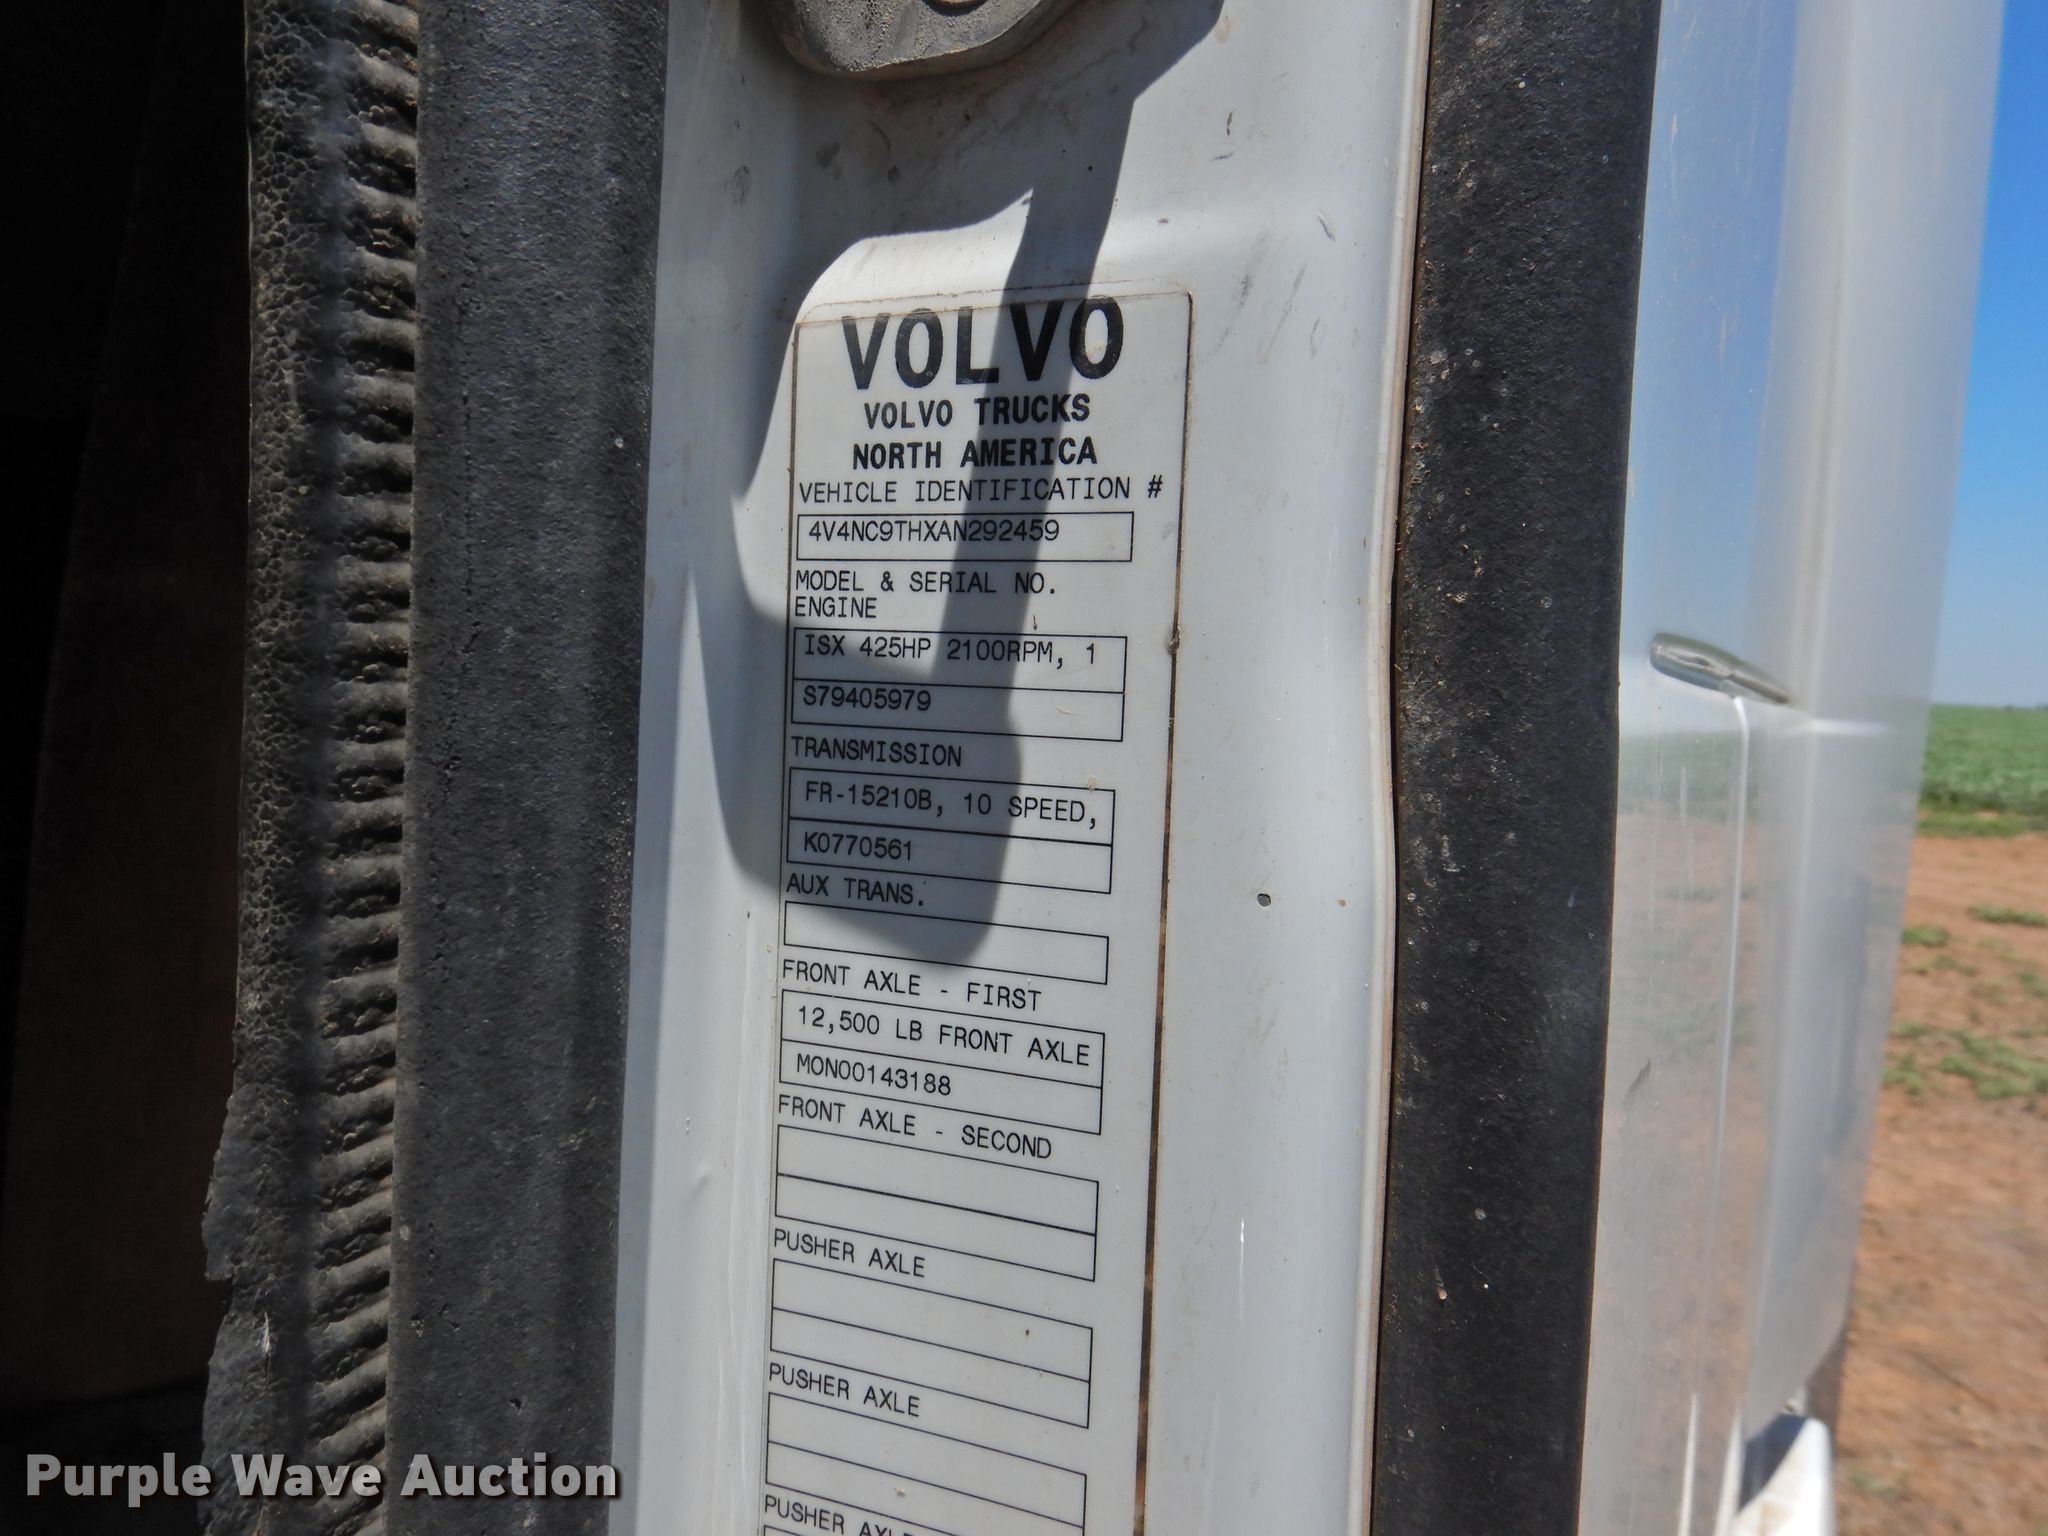 VOLVO
VOLVO TRUCKS
NORTH AMERICA
VEHICLE IDENTIFICATION #
4V4NC9THXAN292459
MODEL & SERIAL NO.
ENGINE
ISX 425HP 2100RPM, 1
S79405979
TRANSMISSION
FR-15210B, 10 SPEED,
K0770561
AUX TRANS.
FRONT AXLE - FIRST
12,500 LB FRONT AXLE
MON00143188
FRONT AXLE - SECOND
PUSHER AXLE
PUSHER AXLE
PUSHER AXLE
Purple Wave Auction